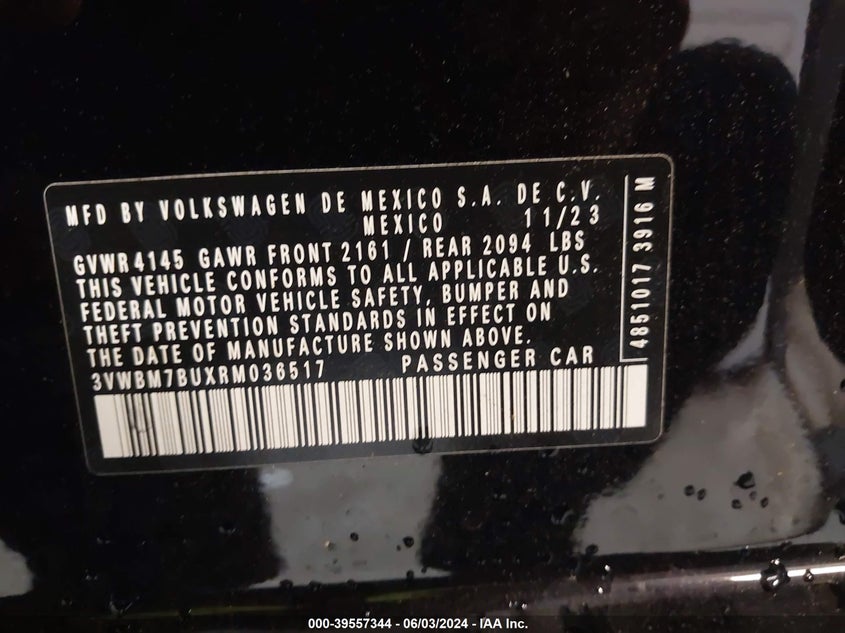 MFD BY VOLKSWAGEN DE MEXICO S.A. DE C.V.
MEXICO 11/23
GVWR 4145 GAWR FRONT 2161 / REAR 2094 LBS
THIS VEHICLE CONFORMS TO ALL APPLICABLE U.S.
FEDERAL MOTOR VEHICLE SAFETY, BUMPER AND
THEFT PREVENTION STANDARDS IN EFFECT ON
THE DATE OF MANUFACTURE SHOWN ABOVE.
3VWBM7BUXRM036517 PASSENGER CAR
4851017 3916 M
000-39557344 - 06/03/2024 - IAA Inc.